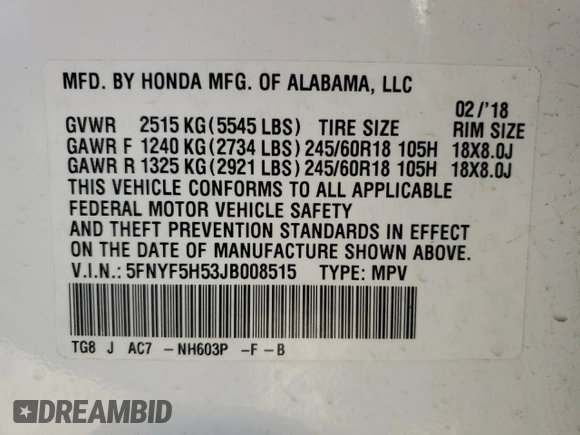 MFD. BY HONDA MFG. OF ALABAMA, LLC
02/'18
GVWR 2515 KG(5545 LBS) TIRE SIZE RIM SIZE
GAWR F 1240 KG(2734 LBS)245/60R18 105H 18X8.0J
GAWR R 1325 KG(2921 LBS)245/60R18 105H 18X8.0J
THIS VEHICLE CONFORMS TO ALL APPLICABLE
FEDERAL MOTOR VEHICLE SAFETY
AND THEFT PREVENTION STANDARDS IN EFFECT
ON THE DATE OF MANUFACTURE SHOWN ABOVE.
V.I.N.: 5FNYF5H53JB008515 TYPE: MPV
TG8 J AC7 -NH603P -F-B
DREAMBID